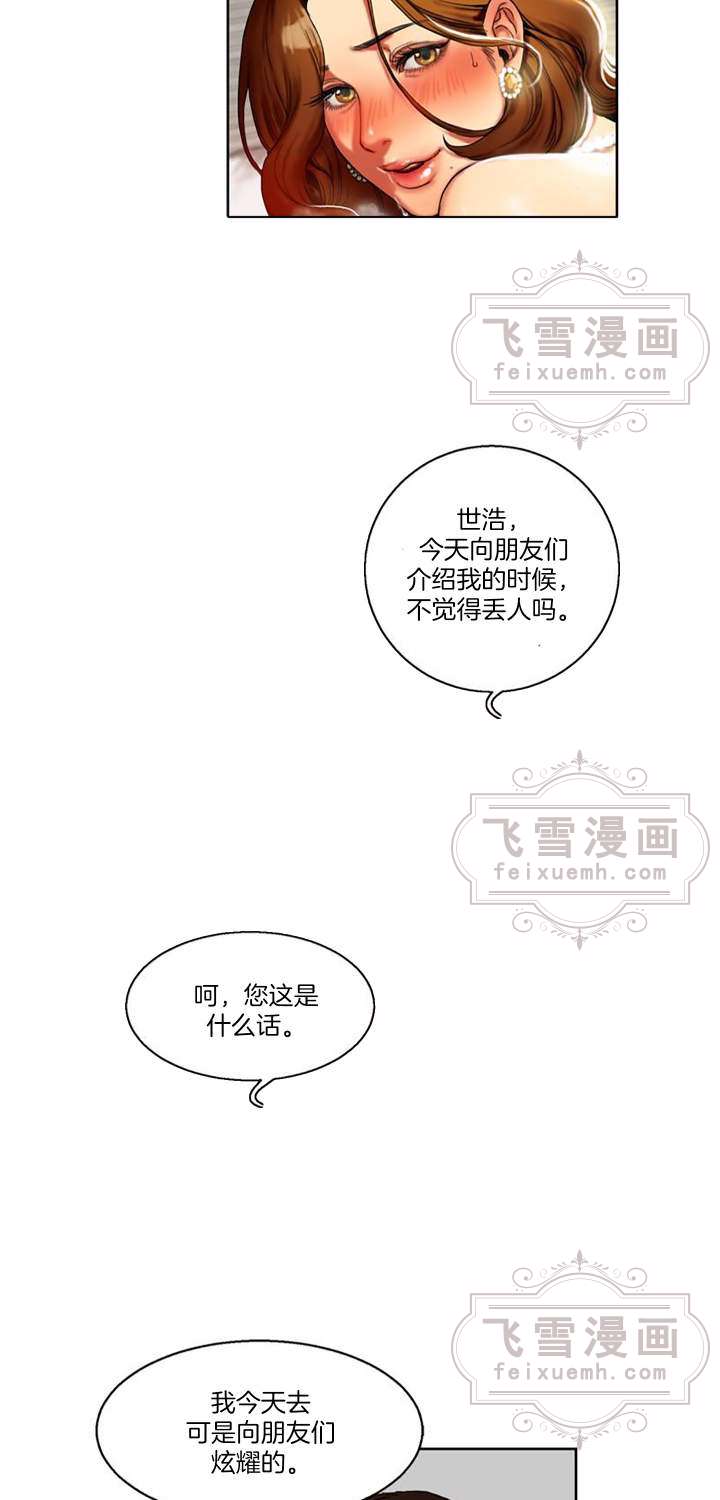 飞雪漫画
feixuemh.com
世浩，
今天向朋友们
介绍我的时候，
不觉得丢人吗。
飞雪漫画
feixuemh.com
呵，您这是
什么话。
飞雪漫画
feixuemh.com
我今天去
可是向朋友们
炫耀的。